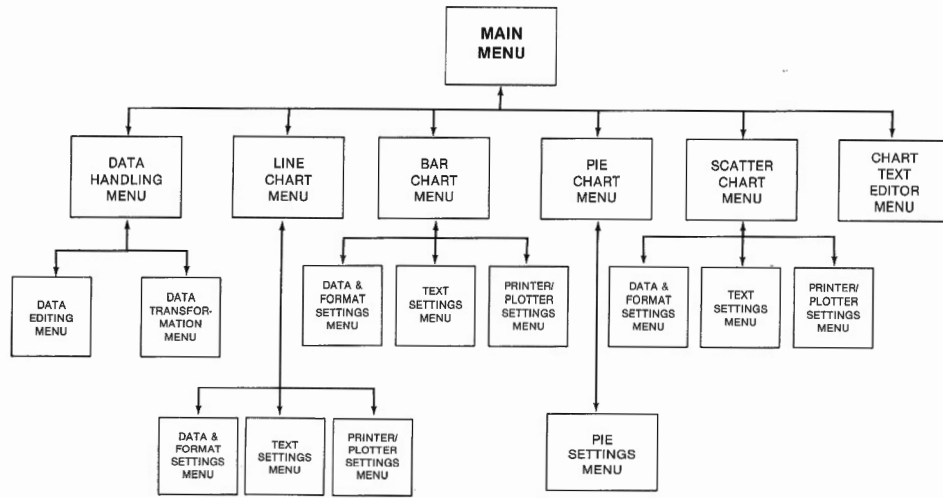 MAIN
MENU
DATA
HANDLING
MENU
LINE
CHART
MENU
BAR
CHART
MENU
PIE
CHART
MENU
SCATTER
CHART
MENU
CHART
TEXT
EDITOR
MENU
DATA
EDITING
MENU
DATA
TRANSFOR-
MATION
MENU
DATA &
FORMAT
SETTINGS
MENU
TEXT
SETTINGS
MENU
PRINTER/
PLOTTER
SETTINGS
MENU
DATA &
FORMAT
SETTINGS
MENU
TEXT
SETTINGS
MENU
PRINTER/
PLOTTER
SETTINGS
MENU
DATA &
FORMAT
SETTINGS
MENU
TEXT
SETTINGS
MENU
PRINTER/
PLOTTER
SETTINGS
MENU
PIE
SETTINGS
MENU